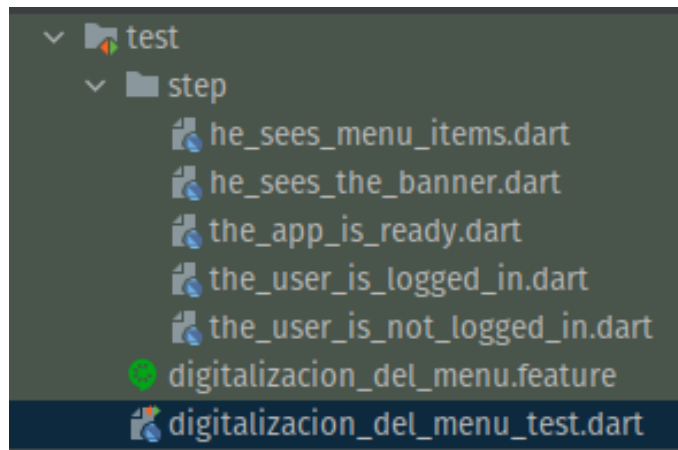 test
step
he_sees_menu_items.dart
he_sees_the_banner.dart
the_app_is_ready.dart
the_user_is_logged_in.dart
the_user_is_not_logged_in.dart
digitalizacion_del_menu.feature
digitalizacion_del_menu_test.dart